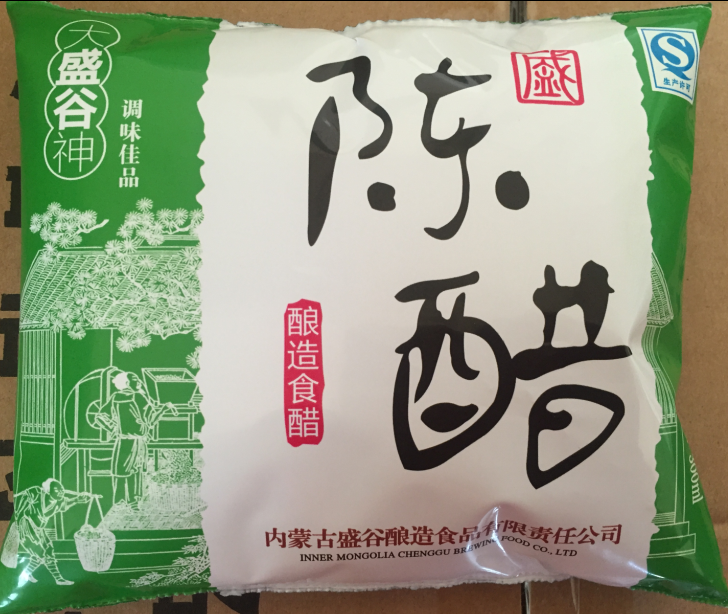 大盛谷神
调味佳品
陈醋
盛
S
生产许可
酿造食醋
内蒙古盛谷酿造食品有限责任公司
INNER MONGOLIA CHENGGU BREWING FOOD CO., LTD
300ml